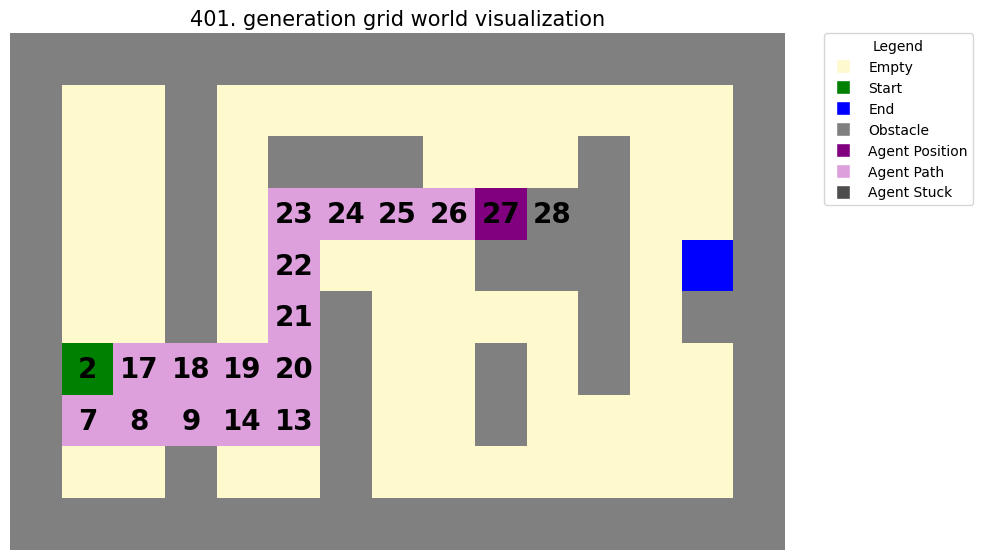 401. generation grid world visualization
Legend
Empty
Start
End
Obstacle
Agent Position
Agent Path
Agent Stuck
23 24 25 26 27 28
22
21
2 17 18 19 20
7 8 9 14 13